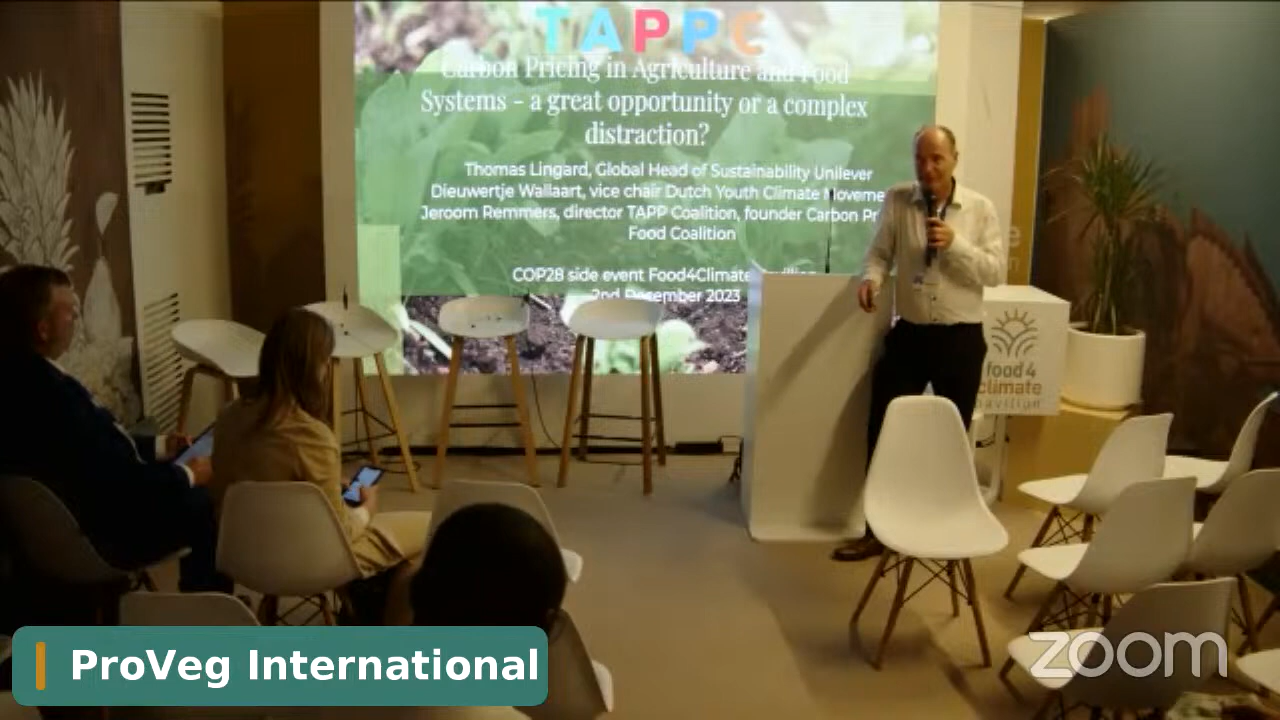 TAPPC
Carbon Pricing in Agriculture and Food
Systems - a great opportunity or a complex
distraction?
Thomas Lingard, Global Head of Sustainability Unilever
Dieuwertje Wallaart, vice chair Dutch Youth Climate Moveme
Jeroom Remmers, director TAPP Coalition, founder Carbon Pr
Food Coalition
COP28 side event Food4Climate
2nd December 2023
food4
climate
pavilion
ProVeg International
zoom